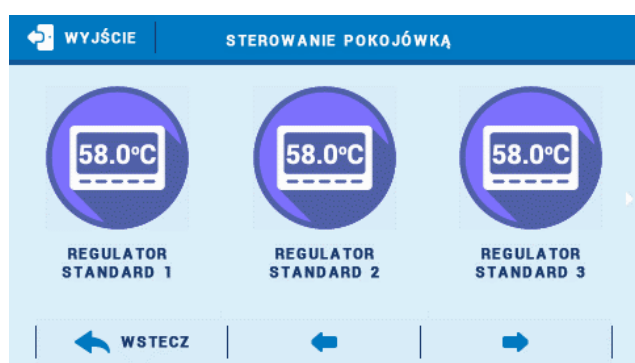 WYJŚCIE
STEROWANIE POKOJÓWKĄ
58.0°C
58.0°C
58.0°C
REGULATOR
STANDARD 1
REGULATOR
STANDARD 2
REGULATOR
STANDARD 3
WSTECZ